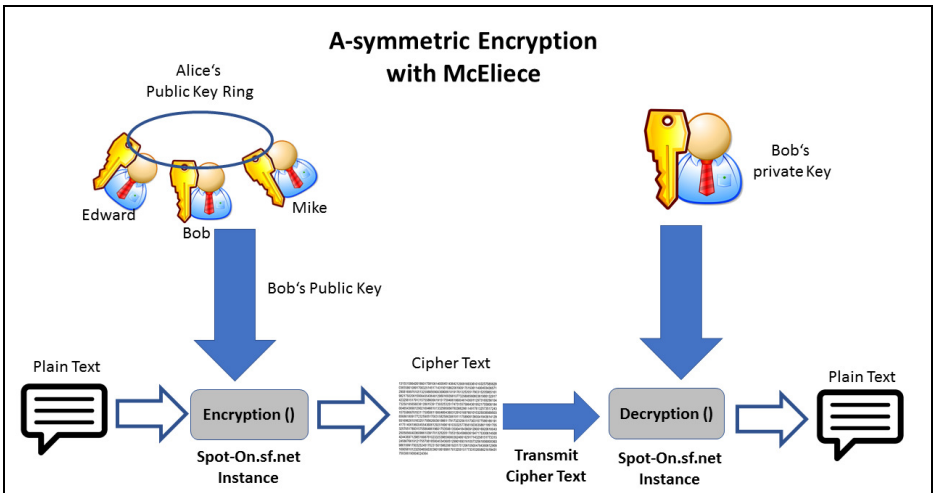 A-symmetric Encryption
with McEliece
Alice‘s
Public Key Ring
Edward
Bob
Mike
Bob‘s
private Key
Bob‘s Public Key
Plain Text
Encryption ()
Spot-On.sf.net
Instance
Cipher Text
Transmit
Cipher Text
Decryption ()
Spot-On.sf.net
Instance
Plain Text